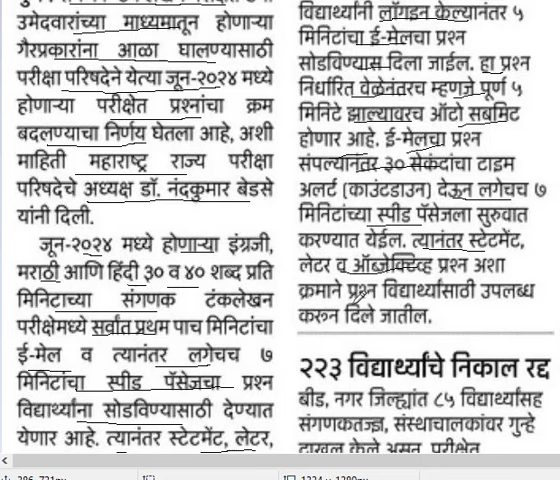 उमेदवारांच्या माध्यमातून होणाऱ्या
गैरप्रकारांना आळा घालण्यासाठी
परीक्षा परिषदेने येत्या जून-२०२४ मध्ये
होणाऱ्या परीक्षेत प्रश्नांचा क्रम
बदलण्याचा निर्णय घेतला आहे, अशी
माहिती महाराष्ट्र राज्य परीक्षा
परिषदेचे अध्यक्ष डॉ. नंदकुमार बेडसे
यांनी दिली.
जून-२०२४ मध्ये होणाऱ्या इंग्रजी,
मराठी आणि हिंदी ३० व ४० शब्द प्रति
मिनिटाच्या संगणक टंकलेखन
परीक्षेमध्ये सर्वांत प्रथम पाच मिनिटांचा
ई-मेल व त्यानंतर लगेचच ७
मिनिटांचा स्पीड पॅसेजचा प्रश्न
विद्यार्थ्यांना सोडविण्यासाठी देण्यात
येणार आहे. त्यानंतर स्टेटमेंट, लेटर,
विद्यार्थ्यांनी लॉगइन केल्यानंतर ५
मिनिटांचा ई-मेलचा प्रश्न
सोडविण्यास दिला जाईल. हा प्रश्न
निर्धारित वेळेनंतरच म्हणजे पूर्ण ५
मिनिटे झाल्यावरच ऑटो सबमिट
होणार आहे. ई-मेलचा प्रश्न
संपल्यानंतर ३० सेकंदांचा टाइम
अलर्ट (काउंटडाउन) देऊन लगेचच ७
मिनिटांच्या स्पीड पॅसेजला सुरुवात
करण्यात येईल. त्यानंतर स्टेटमेंट,
लेटर व ऑब्जेक्टिव्ह प्रश्न अशा
क्रमाने प्रश्न विद्यार्थ्यांसाठी उपलब्ध
करून दिले जातील.
२२३ विद्यार्थ्यांचे निकाल रद्द
बीड, नगर जिल्ह्यांत ८५ विद्यार्थ्यांसह
संगणकतज्ज्ञ, संस्थाचालकांवर गुन्हे
दाखल केले असून, परीक्षेत